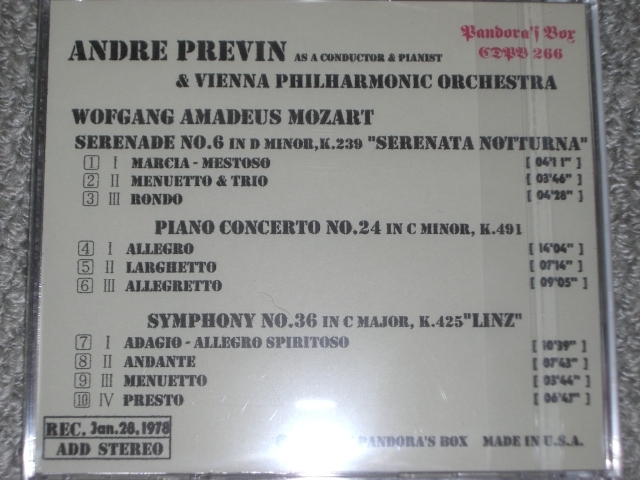 ANDRE PREVIN AS A CONDUCTOR & PIANIST
Pandora's Box
CDPB 266
& VIENNA PHILHARMONIC ORCHESTRA
WOFGANG AMADEUS MOZART
SERENADE NO.6 IN D MINOR,K.239 "SERENATA NOTTURNA"
1 I MARCIA - MESTOSO [ 04'11" ]
2 II MENUETTO & TRIO [ 03'46" ]
3 III RONDO [ 04'28" ]
PIANO CONCERTO NO.24 IN C MINOR, K.491
4 I ALLEGRO [ 14'04" ]
5 II LARGHETTO [ 07'14" ]
6 III ALLEGRETTO [ 09'05" ]
SYMPHONY NO.36 IN C MAJOR, K.425"LINZ"
7 I ADAGIO - ALLEGRO SPIRITOSO [ 10'39" ]
8 II ANDANTE [ 07'43" ]
9 III MENUETTO [ 03'44" ]
10 IV PRESTO [ 06'47" ]
REC. Jan.28,1978
ADD STEREO
PANDORA'S BOX MADE IN U.S.A.